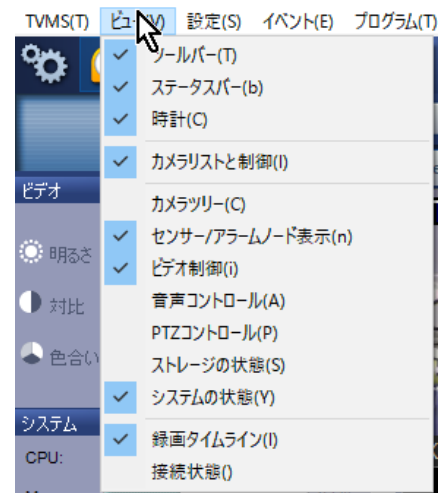 TVMS(T) ビュー(V) 設定(S) イベント(E) プログラム(T)
ツールバー(T)
ステータスバー(b)
時計(C)
カメラリストと制御(I)
ビデオ
カメラツリー(C)
センサー/アラームノード表示(n)
明るさ
ビデオ制御(i)
音声コントロール(A)
対比
PTZコントロール(P)
色合い
ストレージの状態(S)
システムの状態(Y)
システム
録画タイムライン(I)
CPU:
接続状態()